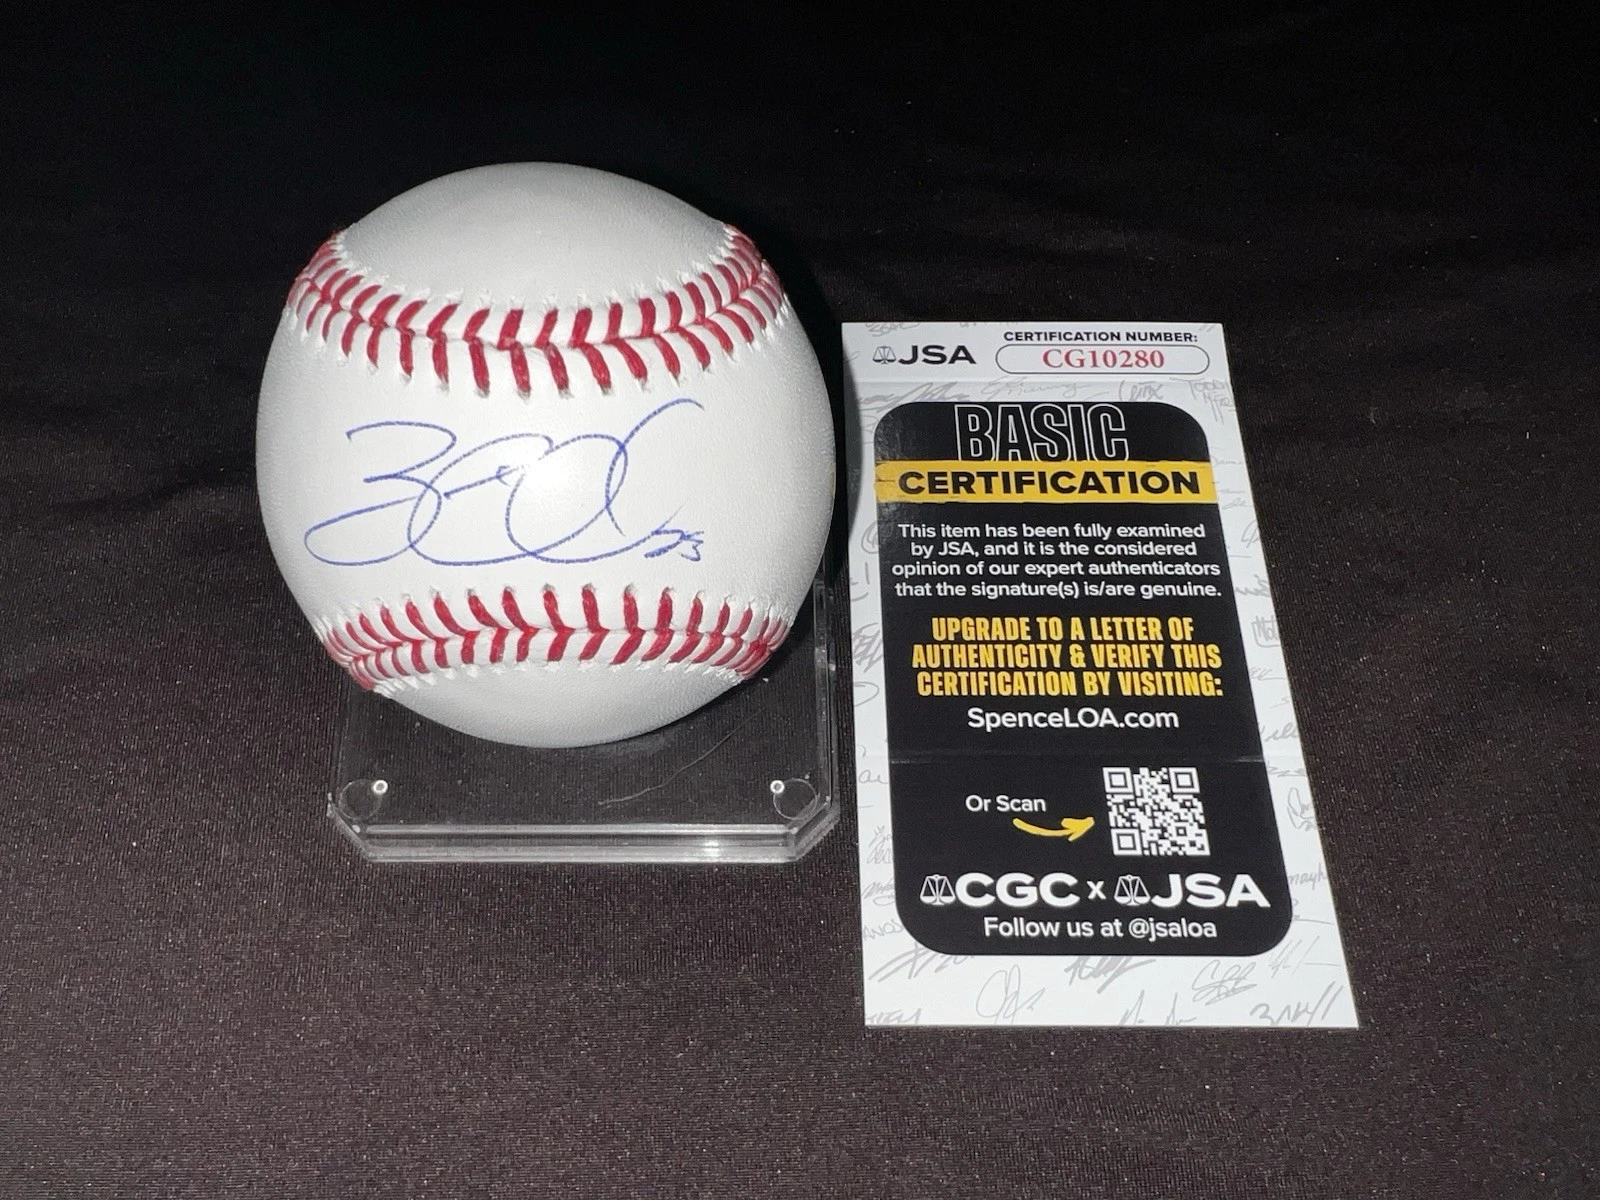 23
JSA
CERTIFICATION NUMBER:
CG10280
BASIC
CERTIFICATION
This item has been fully examined
by JSA, and it is the considered
opinion of our expert authenticators
that the signature(s) is/are genuine.
UPGRADE TO A LETTER OF
AUTHENTICITY & VERIFY THIS
CERTIFICATION BY VISITING:
SpenceLOA.com
Or Scan
CGC x JSA
Follow us at @jsaloa